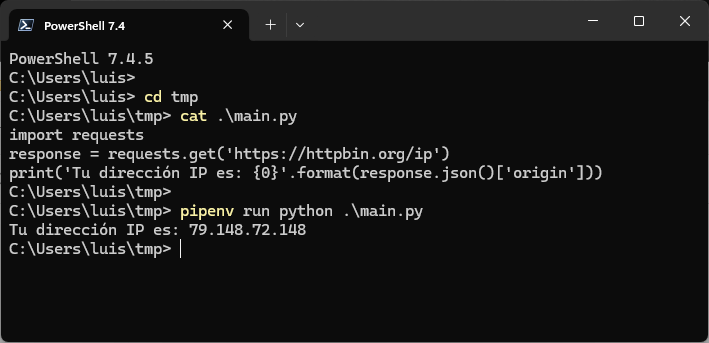 PowerShell 7.4
PowerShell 7.4.5
C:\Users\luis>
C:\Users\luis> cd tmp
C:\Users\luis\tmp> cat .\main.py
import requests
response = requests.get('https://httpbin.org/ip')
print('Tu dirección IP es: {0}'.format(response.json()['origin']))
C:\Users\luis\tmp>
C:\Users\luis\tmp> pipenv run python .\main.py
Tu dirección IP es: 79.148.72.148
C:\Users\luis\tmp>